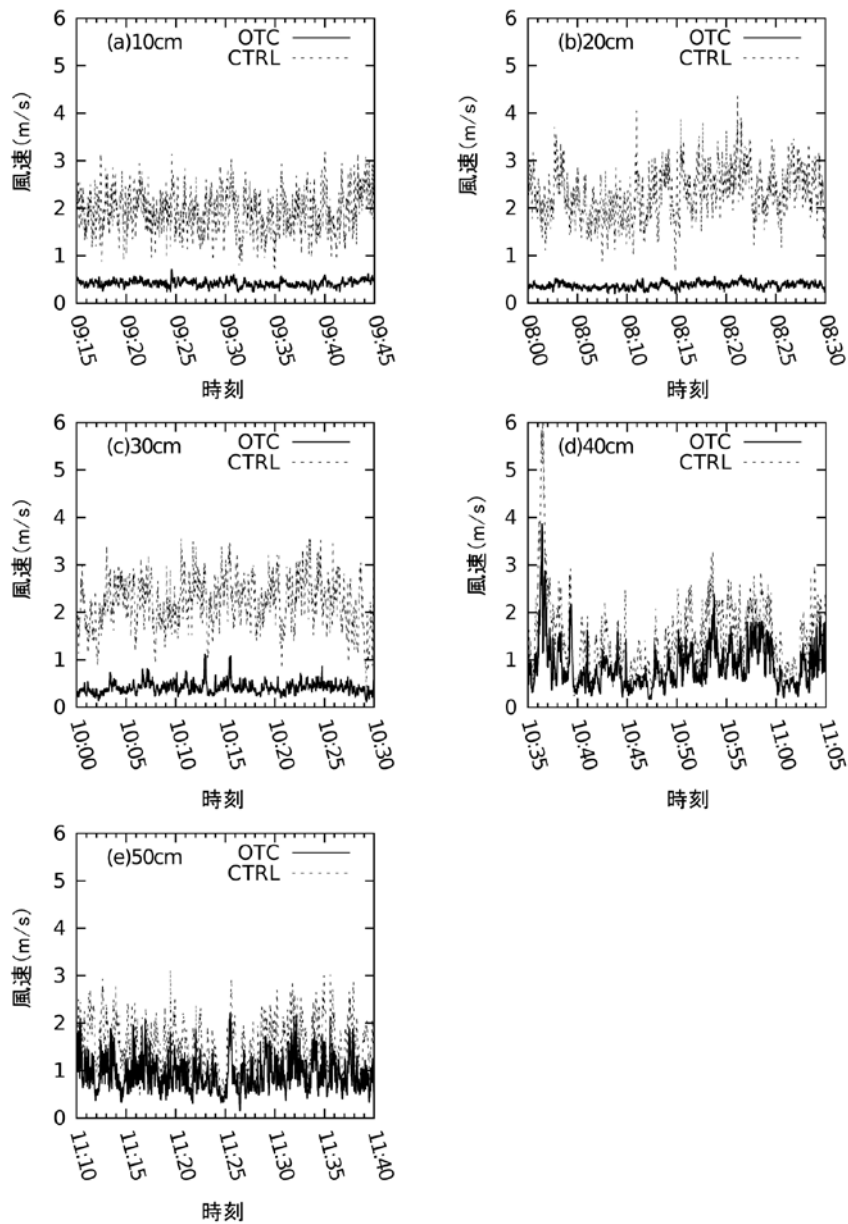 (a)10cm
OTC
CTRL
6
5
4
3
2
1
0
風速(m/s)
09:15
09:20
09:25
09:30
09:35
09:40
09:45
時刻
(b)20cm
OTC
CTRL
6
5
4
3
2
1
0
風速(m/s)
08:00
08:05
08:10
08:15
08:20
08:25
08:30
時刻
(c)30cm
OTC
CTRL
6
5
4
3
2
1
0
風速(m/s)
10:00
10:05
10:10
10:15
10:20
10:25
10:30
時刻
(d)40cm
OTC
CTRL
6
5
4
3
2
1
0
風速(m/s)
10:35
10:40
10:45
10:50
10:55
11:00
11:05
時刻
(e)50cm
OTC
CTRL
6
5
4
3
2
1
0
風速(m/s)
11:10
11:15
11:20
11:25
11:30
11:35
11:40
時刻